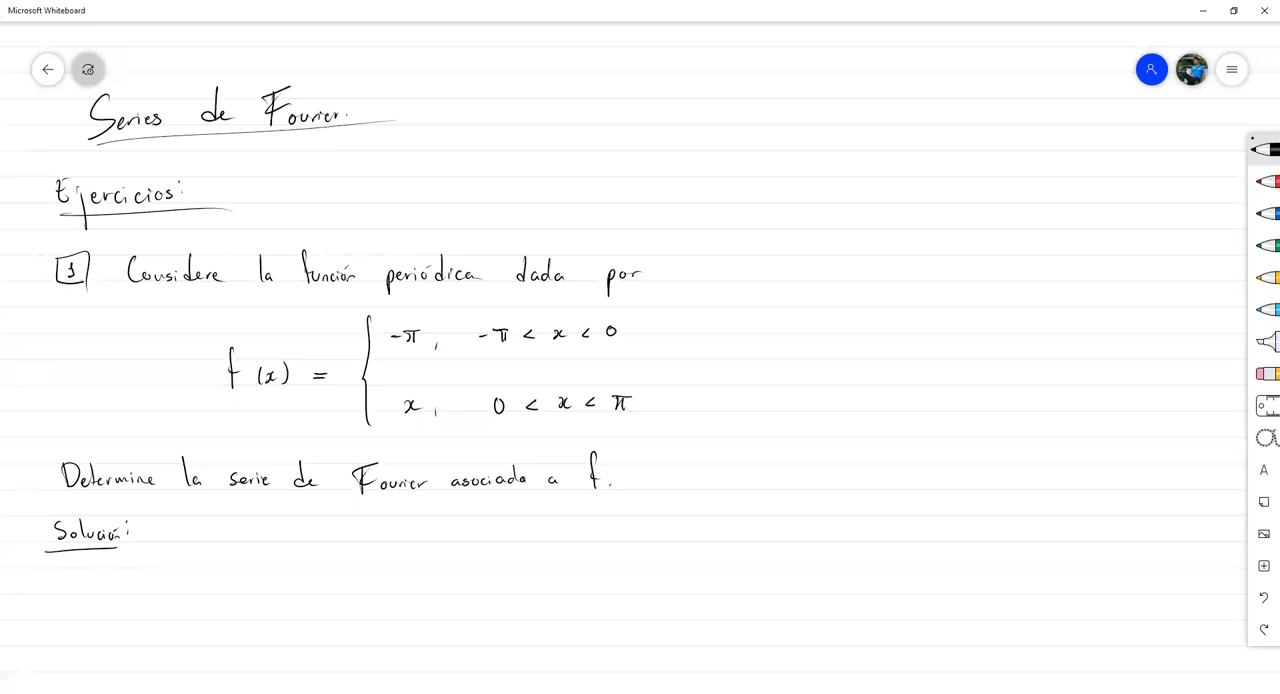 Microsoft Whiteboard
Series de Fourier.
Ejercicios:
1 Considere la función periódica dada por
f(x) = { -π, -π < x < 0
x, 0 < x < π
Determine la serie de Fourier asociada a f.
Solución:
A